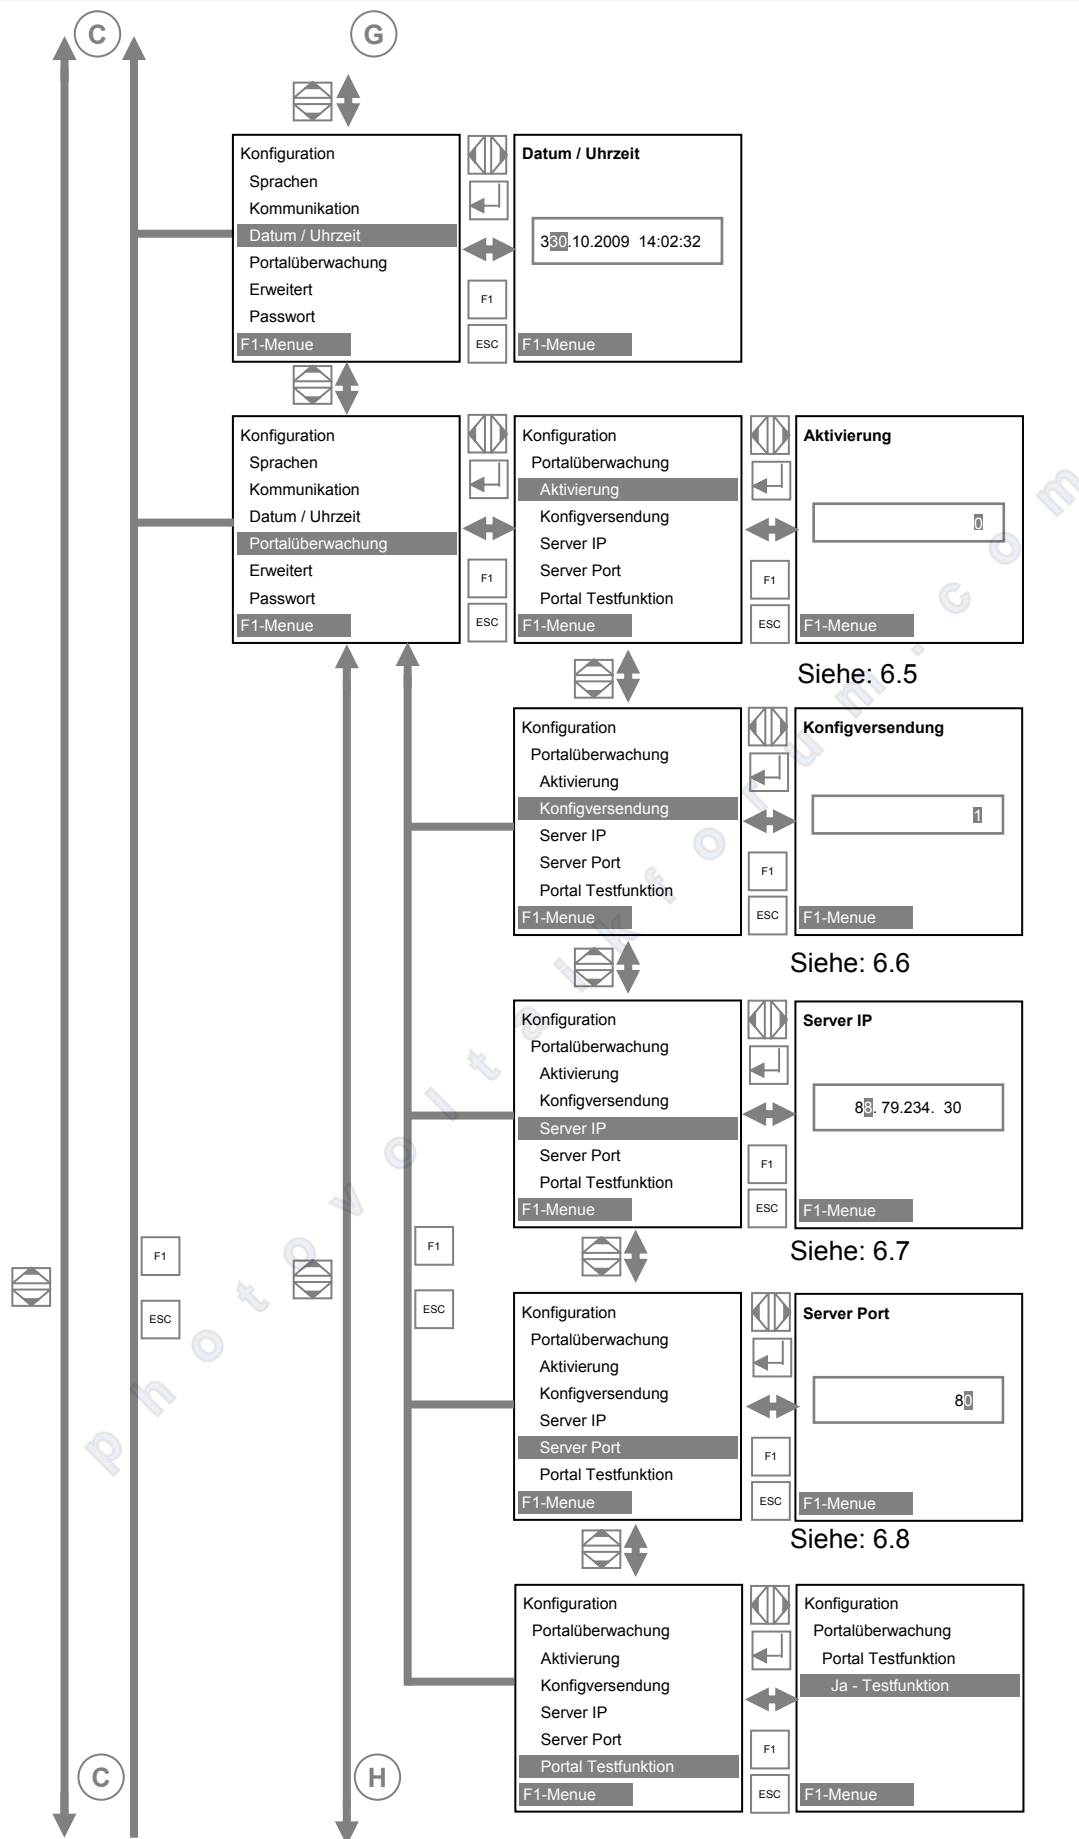 C
G
Konfiguration
Sprachen
Kommunikation
Datum / Uhrzeit
Portalüberwachung
Erweitert
Passwort
F1-Menue
F1
ESC
Datum / Uhrzeit
330.10.2009 14:02:32
F1-Menue
Konfiguration
Sprachen
Kommunikation
Datum / Uhrzeit
Portalüberwachung
Erweitert
Passwort
F1-Menue
F1
ESC
Konfiguration
Portalüberwachung
Aktivierung
Konfigversendung
Server IP
Server Port
Portal Testfunktion
F1-Menue
F1
ESC
Aktivierung
0
F1-Menue
Siehe: 6.5
Konfiguration
Portalüberwachung
Aktivierung
Konfigversendung
Server IP
Server Port
Portal Testfunktion
F1-Menue
F1
ESC
Konfigversendung
1
F1-Menue
Siehe: 6.6
Konfiguration
Portalüberwachung
Aktivierung
Konfigversendung
Server IP
Server Port
Portal Testfunktion
F1-Menue
F1
ESC
Server IP
88. 79.234. 30
F1-Menue
Siehe: 6.7
F1
ESC
F1
ESC
Konfiguration
Portalüberwachung
Aktivierung
Konfigversendung
Server IP
Server Port
Portal Testfunktion
F1-Menue
F1
ESC
Server Port
80
F1-Menue
Siehe: 6.8
Konfiguration
Portalüberwachung
Aktivierung
Konfigversendung
Server IP
Server Port
Portal Testfunktion
F1-Menue
F1
ESC
Konfiguration
Portalüberwachung
Portal Testfunktion
Ja - Testfunktion
F1-Menue
C
H
photovoltaikforum.com